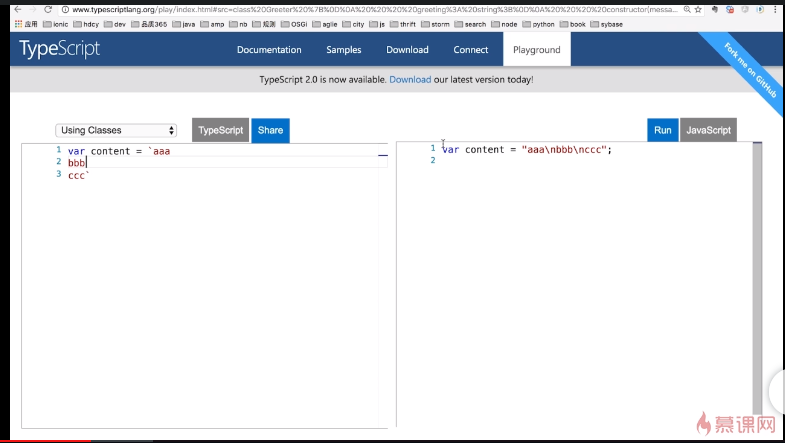 www.typescriptlang.org/play/index.html#src=class%20Greeter%20%7B%0D%0A%20%20%20%20greeting%3A%20string%3B%0D%0A%20%20%20%20constructor(messa...
应用 ionic hdcy dev 品质365 java amp nb 规测 OSGi agile city js thrift storm search node python book sybase
TypeScript Documentation Samples Download Connect Playground
Fork me on GitHub
TypeScript 2.0 is now available. Download our latest version today!
Using Classes TypeScript Share Run JavaScript
1 var content = `aaa
2 bbb
3 ccc`
1 var content = "aaa\nbbb\nccc";
2
慕课网